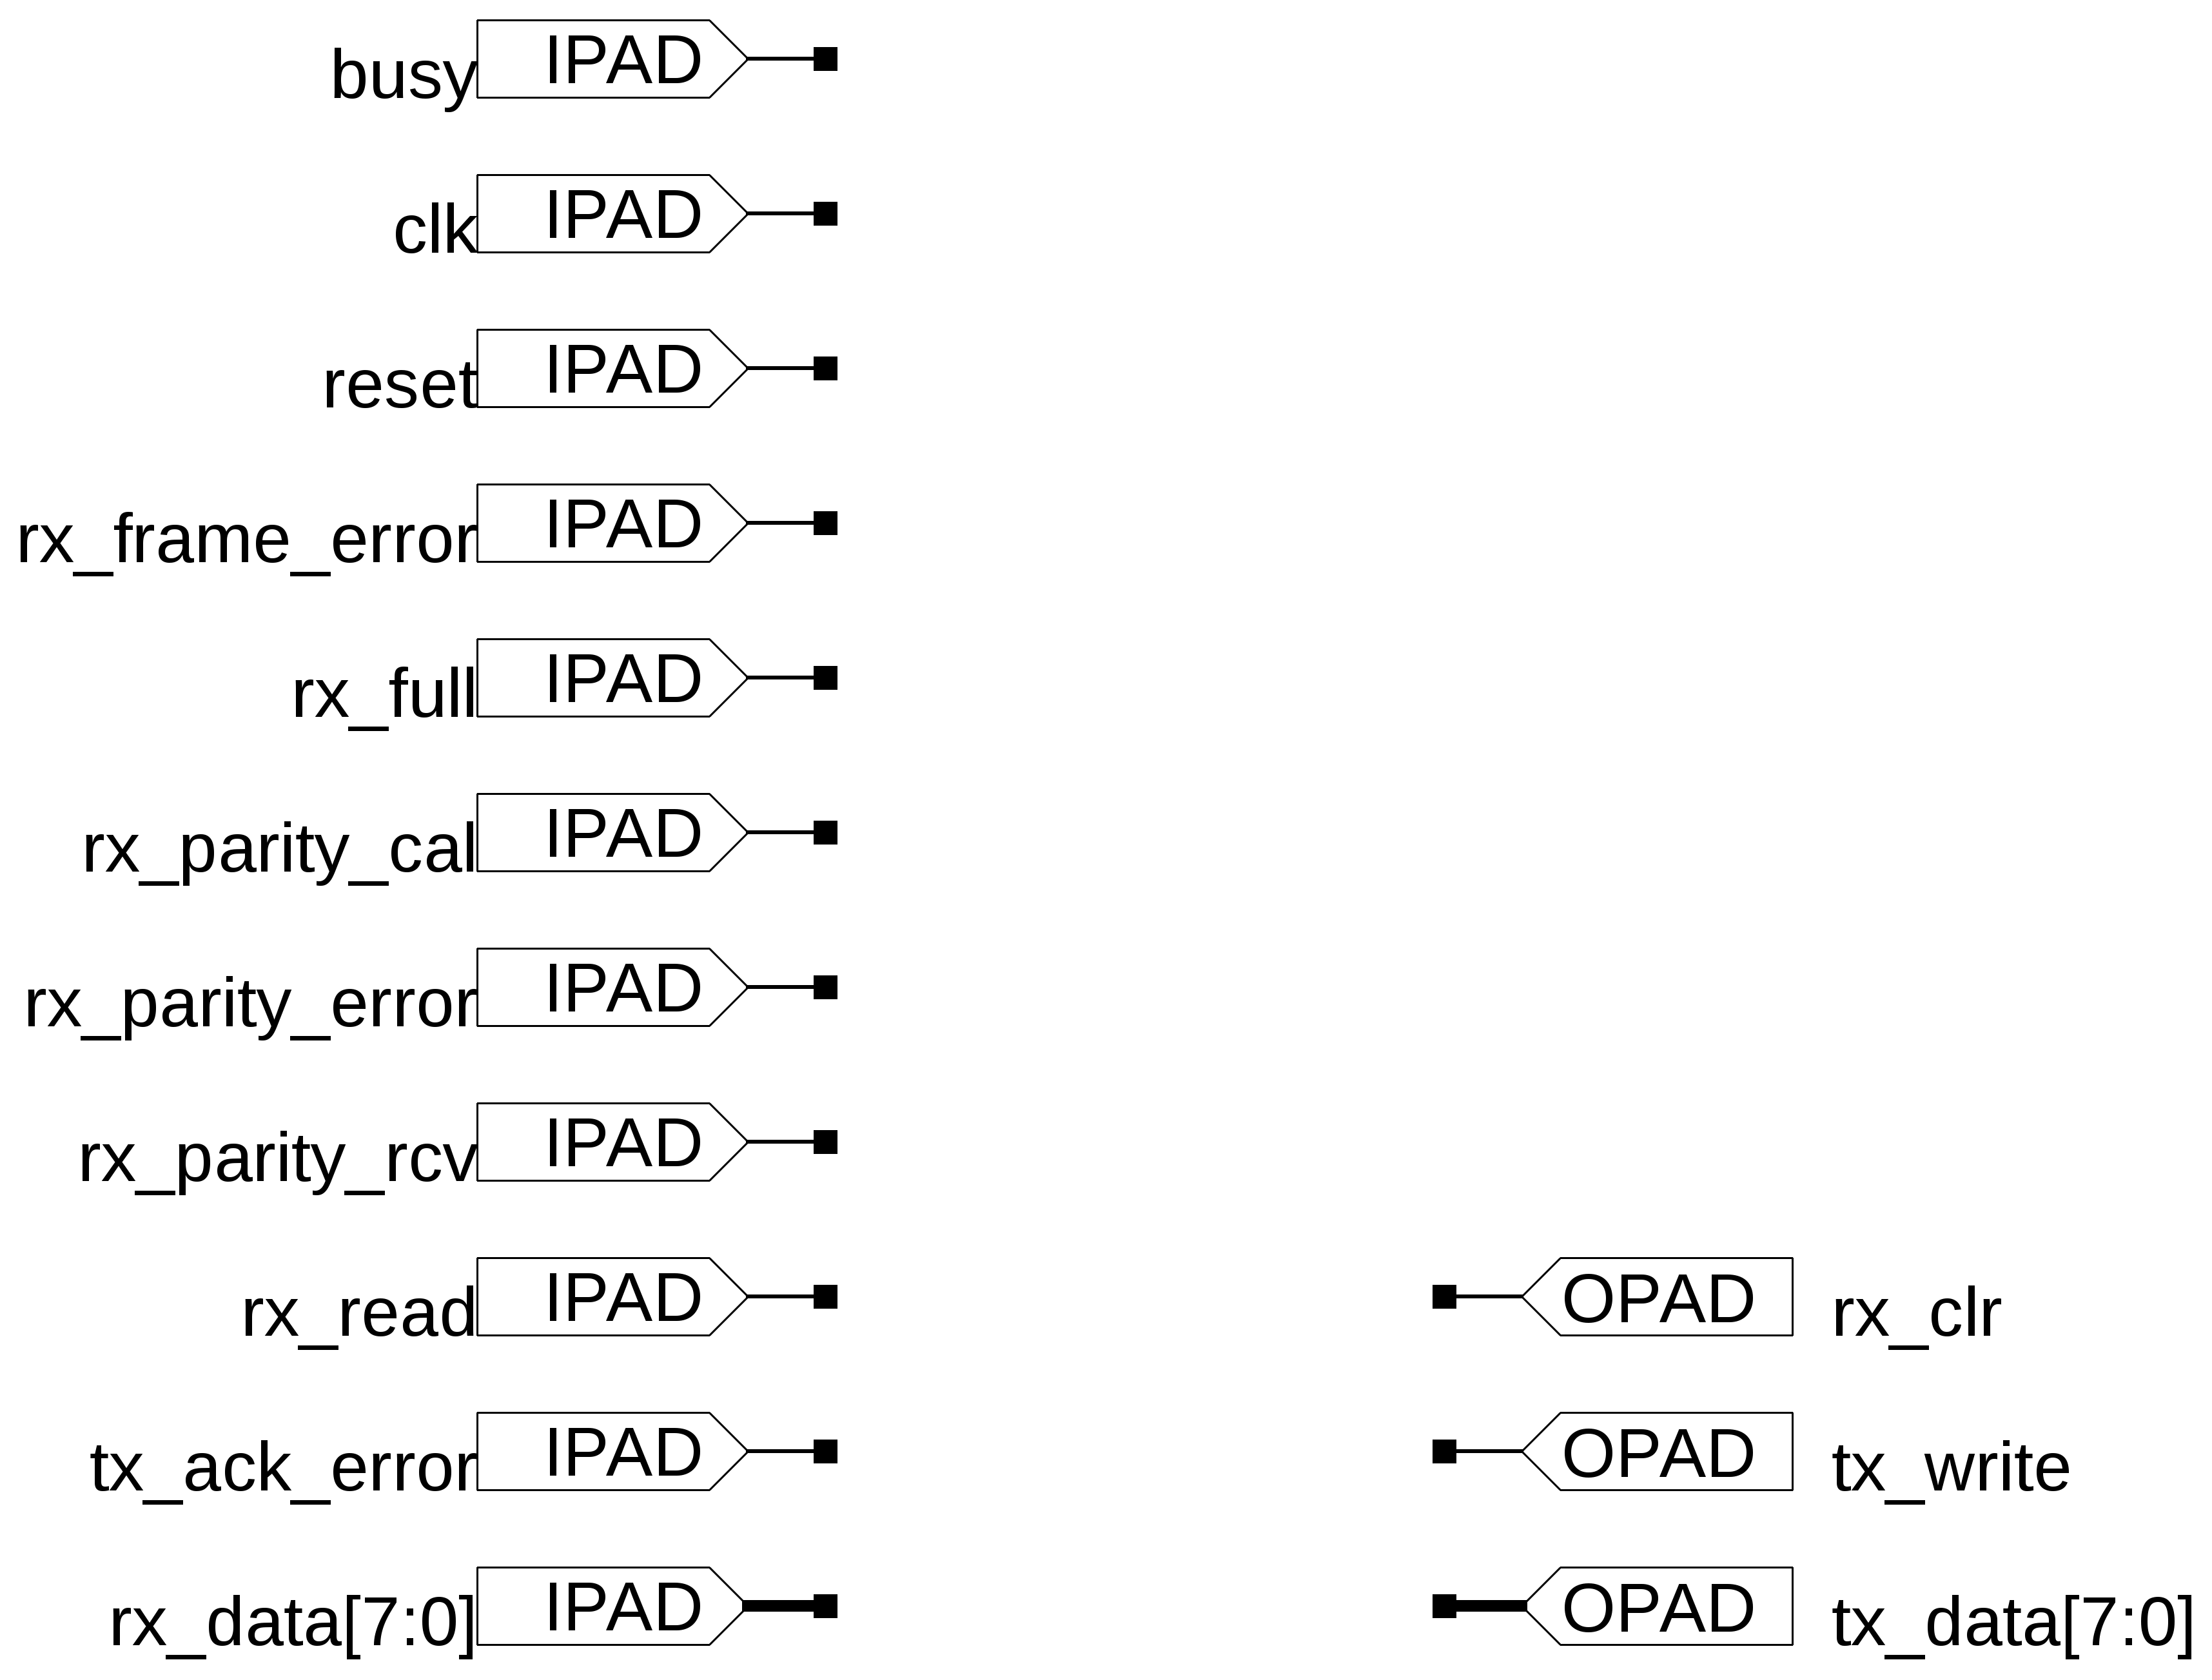 busy IPAD
clk IPAD
reset IPAD
rx_frame_error IPAD
rx_full IPAD
rx_parity_cal IPAD
rx_parity_error IPAD
rx_parity_rcv IPAD
rx_read IPAD OPAD rx_clr
tx_ack_error IPAD OPAD tx_write
rx_data[7:0] IPAD OPAD tx_data[7:0]